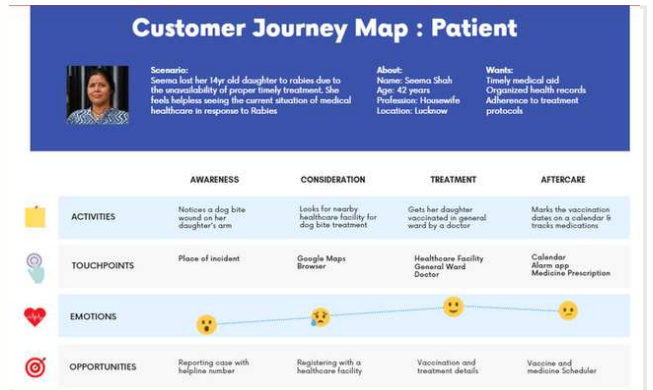 Customer Journey Map : Patient
Scenario:
Seema lost her 14yr old daughter to rabies due to
the unavailability of proper timely treatment. She
feels helpless seeing the current situation of medical
healthcare in response to Rabies
About:
Name: Seema Shah
Age: 42 years
Profession: Housewife
Location: Lucknow
Wants:
Timely medical aid
Organized health records
Adherence to treatment
protocols
AWARENESS
CONSIDERATION
TREATMENT
AFTERCARE
ACTIVITIES
Notices a dog bite
wound on her
daughter's arm
Looks for nearby
healthcare facility for
dog bite treatment
Gets her daughter
vaccinated in general
ward by a doctor
Marks the vaccination
dates on a calendar &
tracks medications
TOUCHPOINTS
Place of incident
Google Maps
Browser
Healthcare Facility
General Ward
Doctor
Calendar
Alarm app
Medicine Prescription
EMOTIONS
OPPORTUNITIES
Reporting case with
helpline number
Registering with a
healthcare facility
Vaccination and
treatment details
Vaccine and
medicine Scheduler